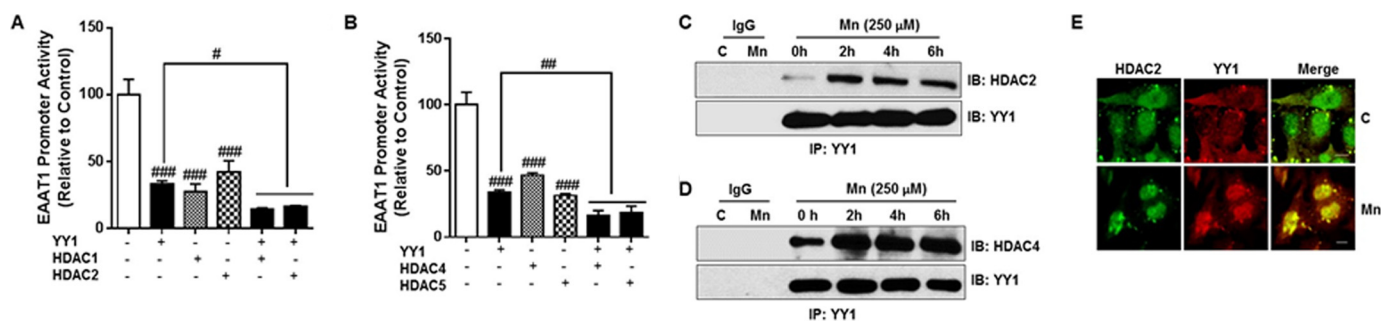 A
EAAT1 Promoter Activity
(Relative to Control)
150
100
50
0
#
###
###
###
YY1 - + - - + +
HDAC1 - - + - + -
HDAC2 - - - + - +
B
EAAT1 Promoter Activity
(Relative to Control)
150
100
50
0
##
###
###
###
YY1 - + - - + +
HDAC4 - - + - + -
HDAC5 - - - + - +
C
IgG Mn (250 µM)
C Mn 0h 2h 4h 6h
IB: HDAC2
IB: YY1
IP: YY1
D
IgG Mn (250 µM)
C Mn 0 h 2h 4h 6h
IB: HDAC4
IB: YY1
IP: YY1
E
HDAC2 YY1 Merge
C
Mn